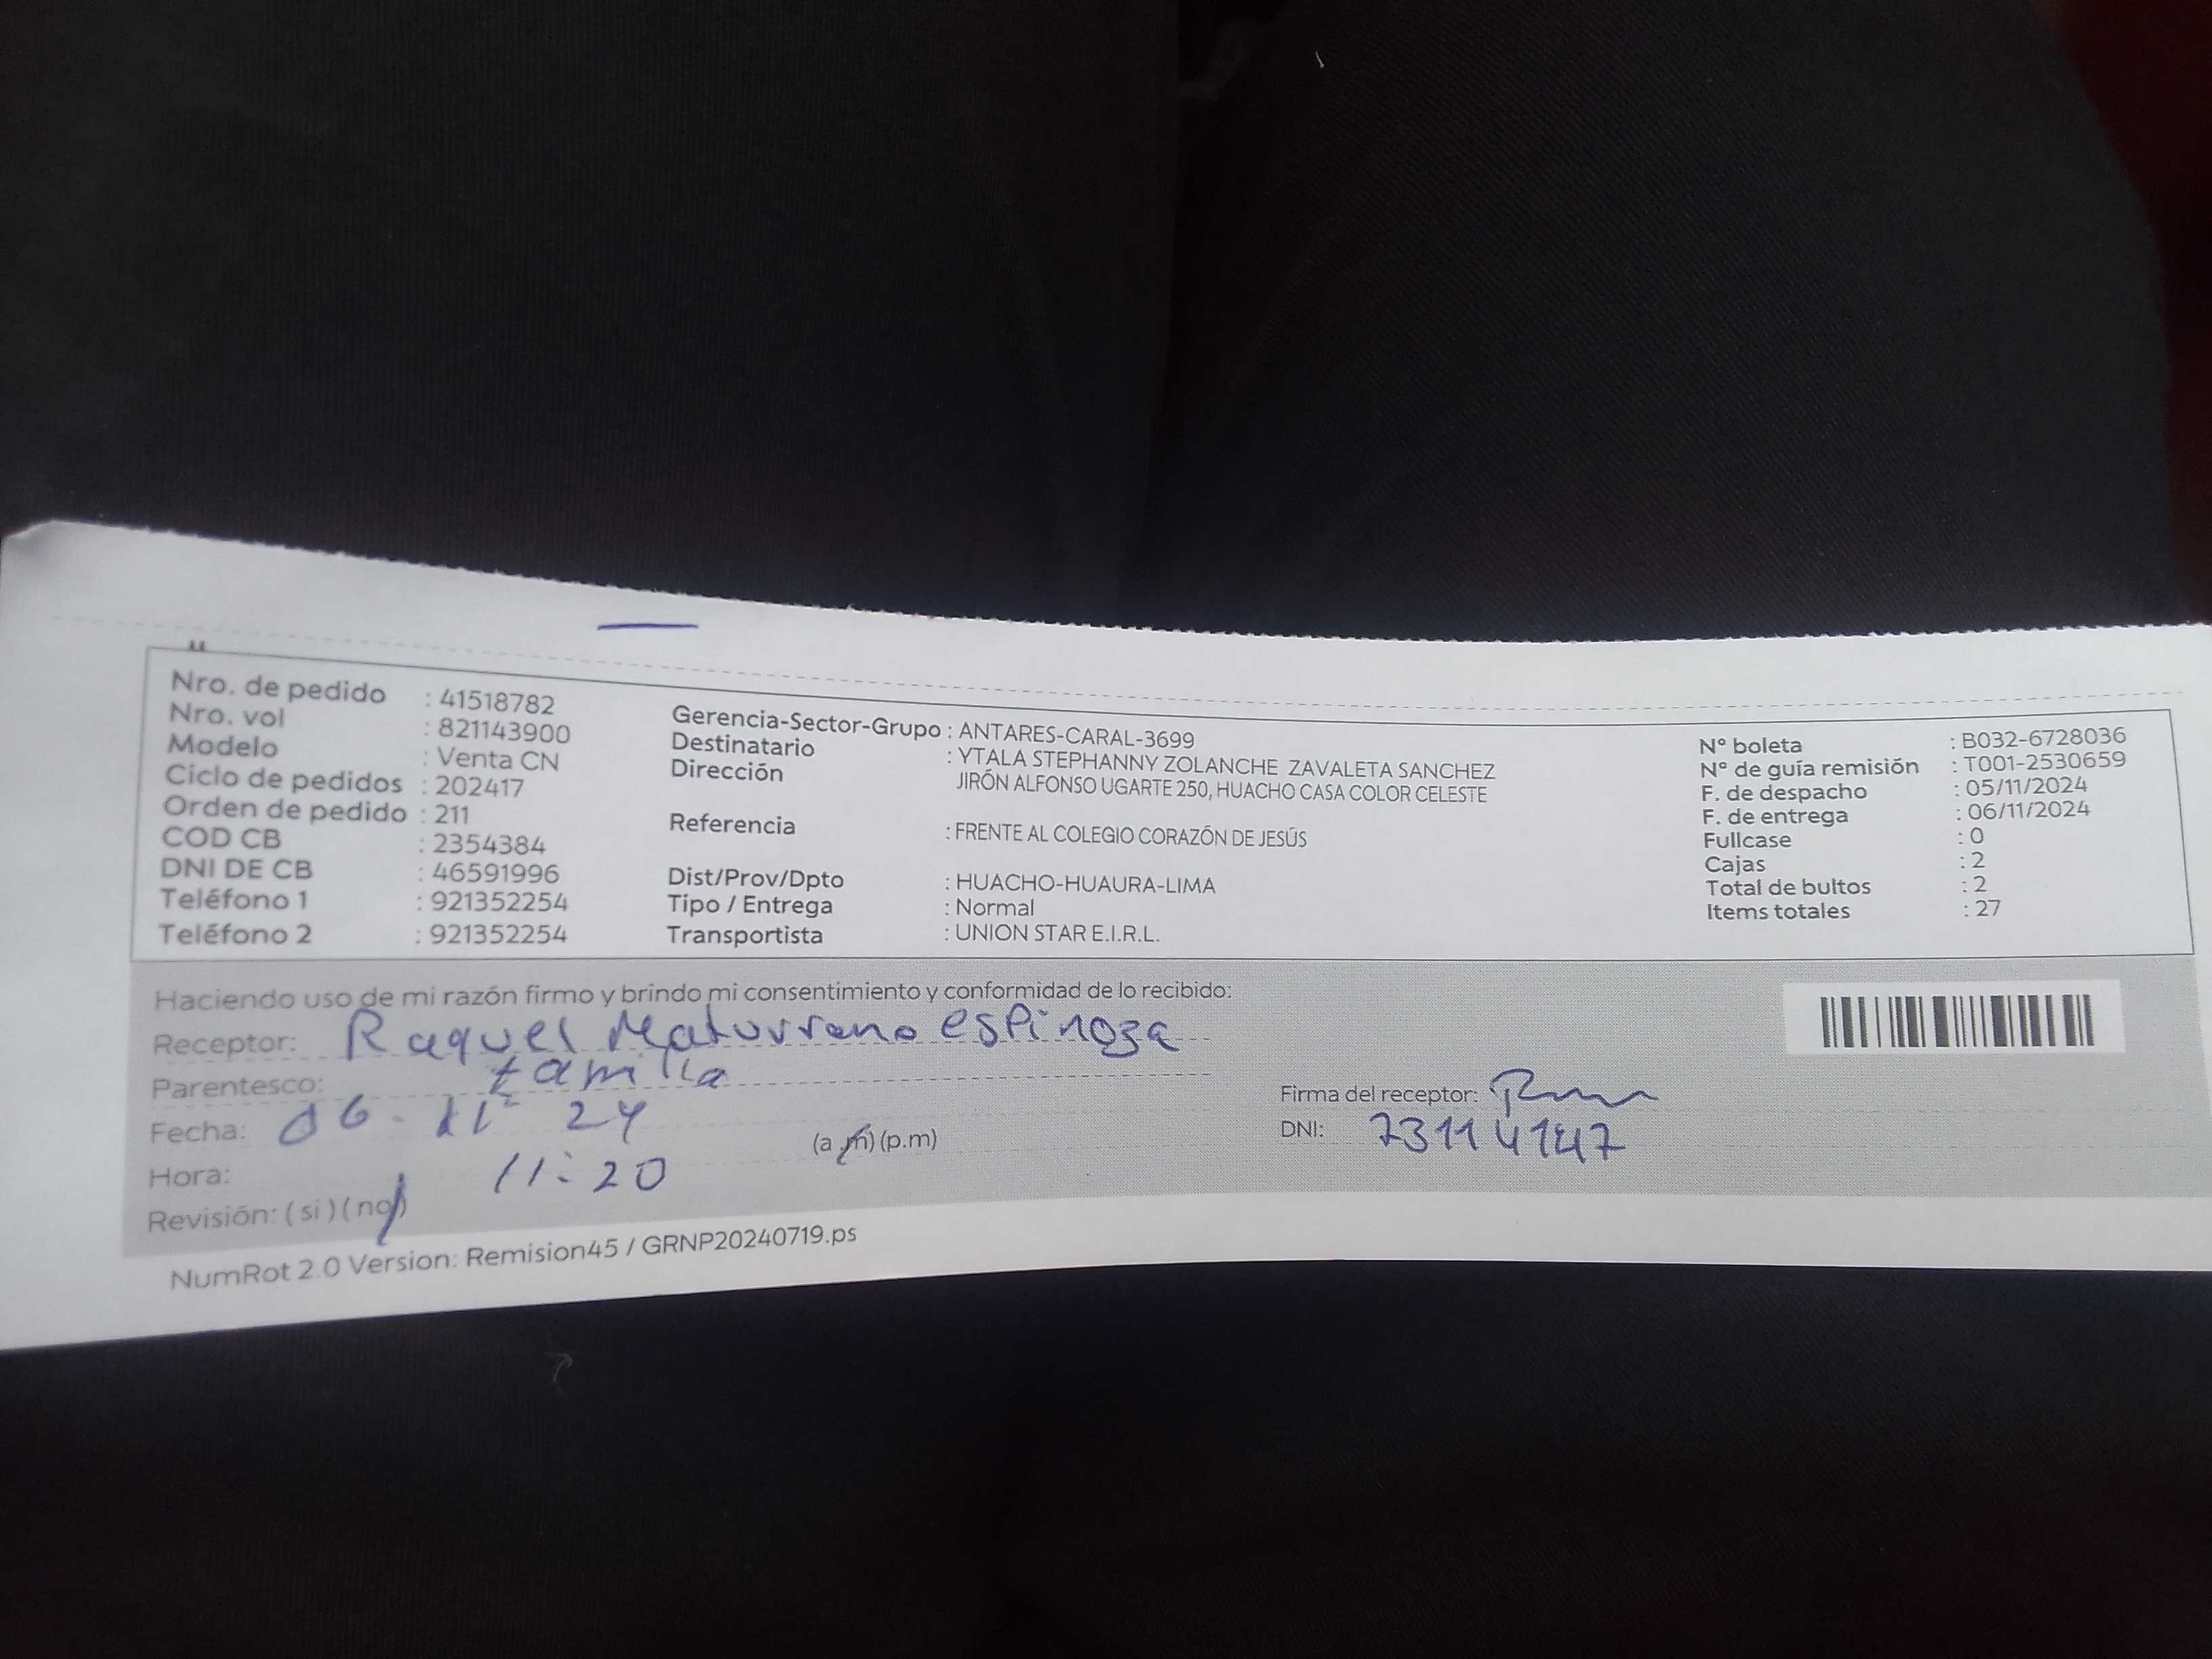 Nro. de pedido : 41518782
Nro. vol : 821143900
Modelo : Venta CN
Ciclo de pedidos : 202417
Orden de pedido : 211
COD CB : 2354384
DNI DE CB : 46591996
Teléfono 1 : 921352254
Teléfono 2 : 921352254
Gerencia-Sector-Grupo : ANTARES-CARAL-3699
Destinatario : YTALA STEPHANNY ZOLANCHE ZAVALETA SANCHEZ
Dirección JIRÓN ALFONSO UGARTE 250, HUACHO CASA COLOR CELESTE
Referencia : FRENTE AL COLEGIO CORAZÓN DE JESÚS
Dist/Prov/Dpto : HUACHO-HUAURA-LIMA
Tipo / Entrega : Normal
Transportista : UNION STAR E.I.R.L.
N° boleta : B032-6728036
N° de guía remisión : T001-2530659
F. de despacho : 05/11/2024
F. de entrega : 06/11/2024
Fullcase : 0
Cajas : 2
Total de bultos : 2
Items totales : 27
Haciendo uso de mi razón firmo y brindo mi consentimiento y conformidad de lo recibido:
Receptor: Raquel Maturrano espinoza
Parentesco: familia
Fecha: 06-11-24
Hora: 11:20 (a.m) (p.m)
Revisión: ( si ) ( no )
Firma del receptor:
DNI: 73114147
NumRot 2.0 Version: Remision45 / GRNP20240719.ps